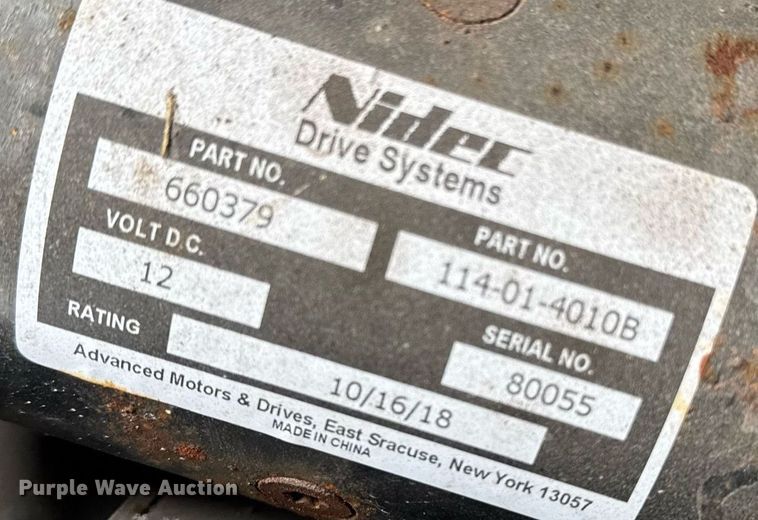 Nidec
Drive Systems
PART NO.
660379
PART NO.
114-01-4010B
VOLT D.C.
12
SERIAL NO.
80055
RATING
10/16/18
Advanced Motors & Drives, East Sracuse, New York 13057
MADE IN CHINA
Purple Wave Auction